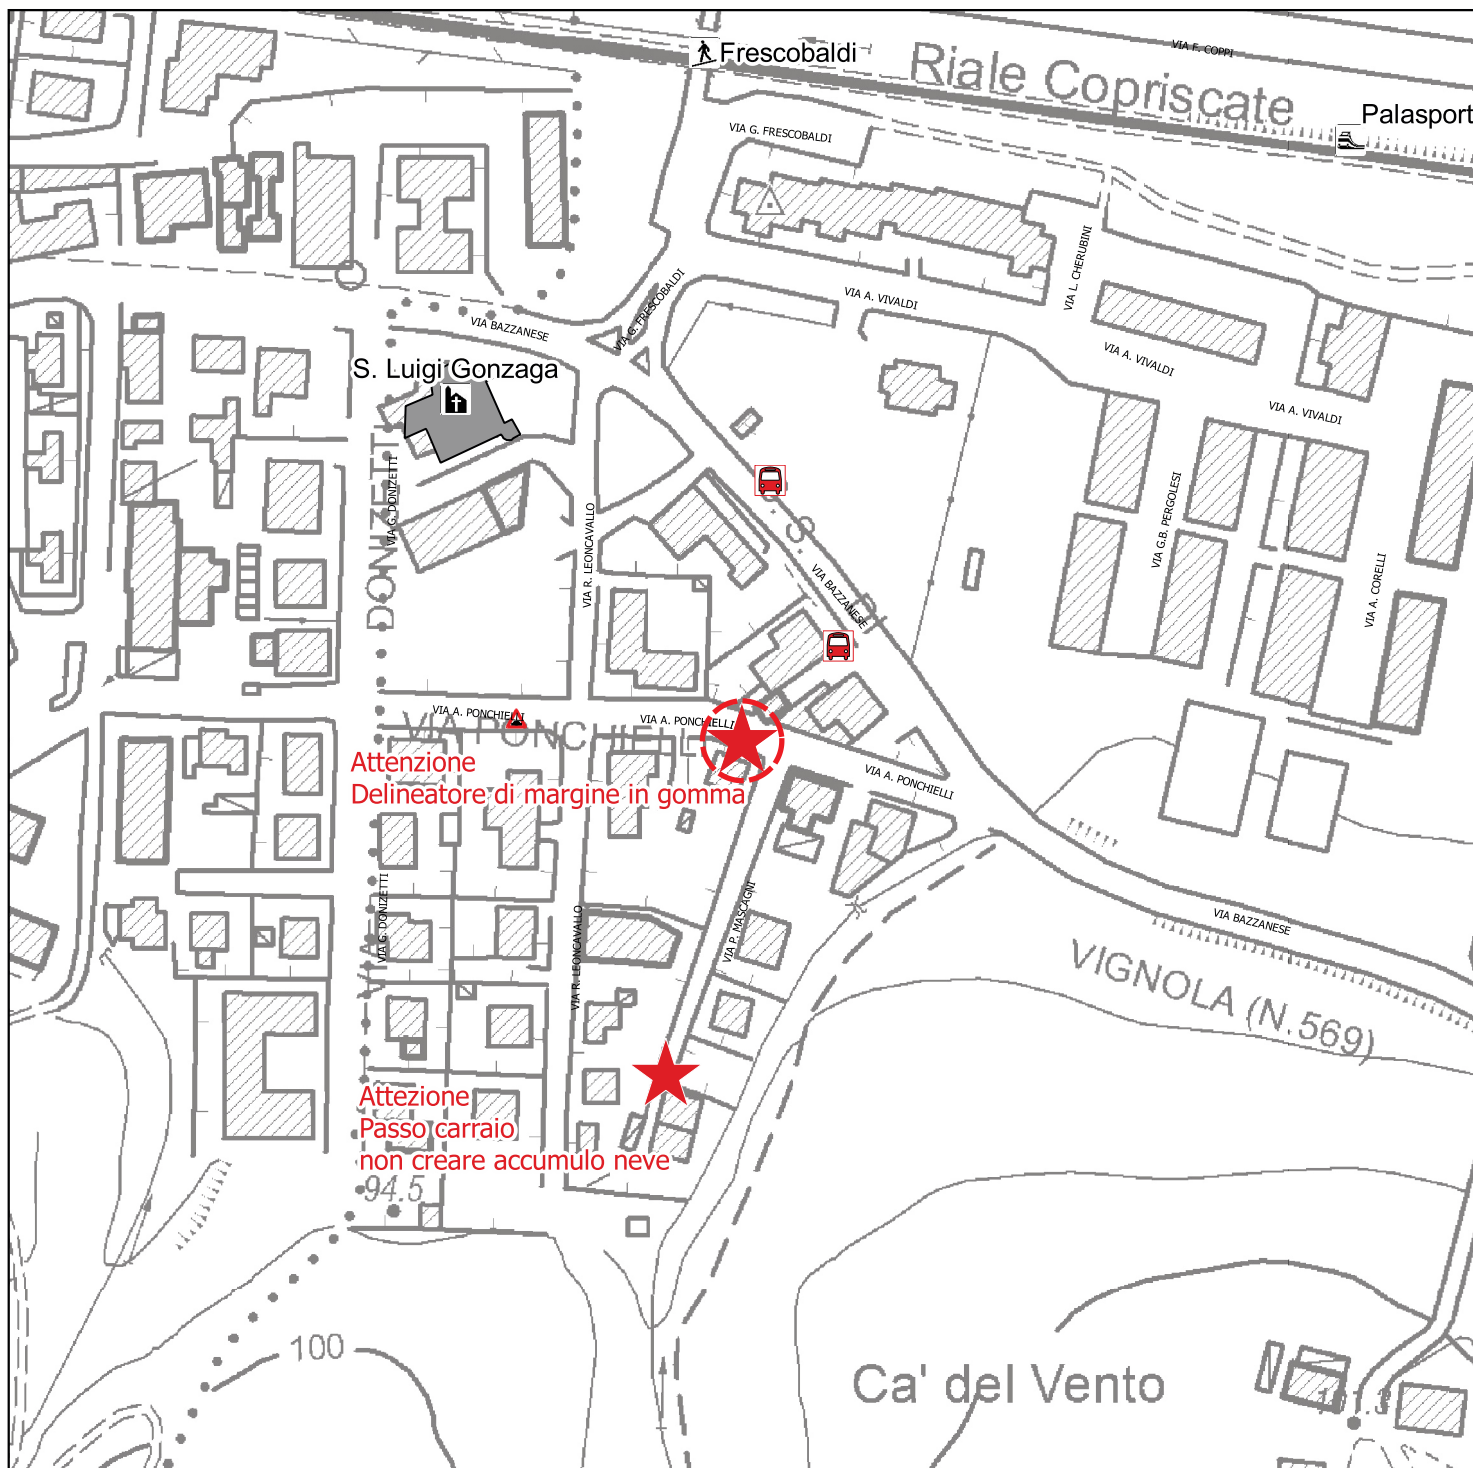 Frescobaldi
VIA F. COPPI
Riale Copriscate
Palasport
VIA G. FRESCOBALDI
VIA L. CHERUBINI
VIA A. VIVALDI
VIA G. FRESCOBALDI
VIA BAZZANESE
VIA A. VIVALDI
S. Luigi Gonzaga
VIA A. VIVALDI
DONIZETTI
VIA G. DONIZETTI
VIA R. LEONCAVALLO
S.
VIA G.B. PERGOLESI
VIA A. CORELLI
VIA BAZZANESE
VIA A. PONCHIELLI
VIA A. PONCHIELLI
VIA PONCHIELLI
Attenzione
Delineatore di margine in gomma
VIA A. PONCHIELLI
VIA G. DONIZETTI
VIA
VIA R. LEONCAVALLO
VIA P. MASCAGNI
VIA BAZZANESE
VIGNOLA (N.569)
Attezione
Passo carraio
non creare accumulo neve
94.5
100
Ca' del Vento